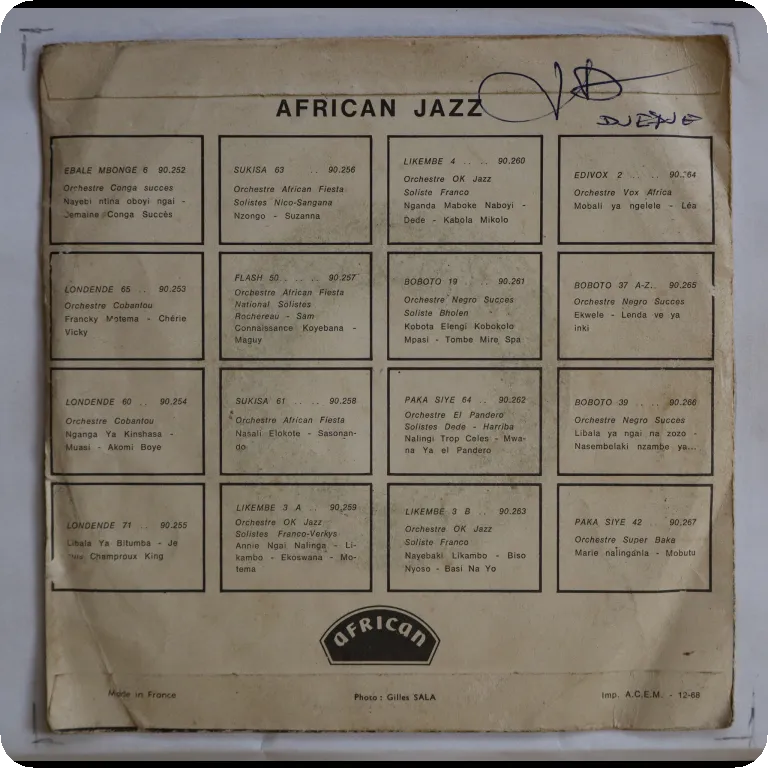 AFRICAN JAZZ
EBALE MBONGE 6 90.252
Orchestre Conga succes
Nayebi ntina oboyi ngai -
Jemaine Conga Succès
SUKISA 63 .. 90.256
Orchestre African Fiesta
Solistes Nico-Sangana
Nzongo - Suzanna
LIKEMBE 4 .. .. 90.260
Orchestre OK Jazz
Soliste Franco
Nganda Maboke Naboyi -
Dede - Kabola Mikolo
EDIVOX 2 .. .. 90.264
Orchestre Vox Africa
Mobali ya ngelele - Léa
LONDENDE 65 .. 90.253
Orchestre Cobantou
Francky Motema - Chérie
Vicky
FLASH 50 .. .. .. 90.257
Orchestre African Fiesta
National Solistes
Rochereau - Sam
Connaissance Koyebana -
Maguy
BOBOTO 19 .. .. 90.261
Orchestre Negro Succes
Soliste Bholen -
Kobota Elengi Kobokolo
Mpasi - Tombe Mire Spa
BOBOTO 37 A-Z.. 90.265
Orchestre Negro Succes
Ekwele - Lenda ve ya
inki
LONDENDE 60 .. 90.254
Orchestre Cobantou
Nganga Ya Kinshasa -
Muasi - Akomi Boye
SUKISA 61 .. .. 90.258
Orchestre African Fiesta
Nasali Elokote - Sasonan-
do
PAKA SIYE 64 .. 90.262
Orchestre El Pandero
Solistes Dede - Harriba
Nalingi Trop Celes - Mwa-
na Ya el Pandero
BOBOTO 39 .. .. 90.266
Orchestre Negro Succes
Libala ya ngai na zozo -
Nasembelaki nzambe ya...
LONDENDE 71 .. 90.255
Libala Ya Bitumba - Je
Champroux King
LIKEMBE 3 A .. 90.259
Orchestre OK Jazz
Solistes Franco-Verkys
Annie Ngai Nalinga - Li-
kambo - Ekoswana - Mo-
tema
LIKEMBE 3 B .. 90.263
Orchestre OK Jazz
Soliste Franco
Nayebaki Likambo - Biso
Nyoso - Basi Na Yo
PAKA SIYE 42 .. 90.267
Orchestre Super Baka
Marie nalingania - Mobutu
AFRICAN
Made in France
Photo : Gilles SALA
Imp. A.C.E.M. - 12-68